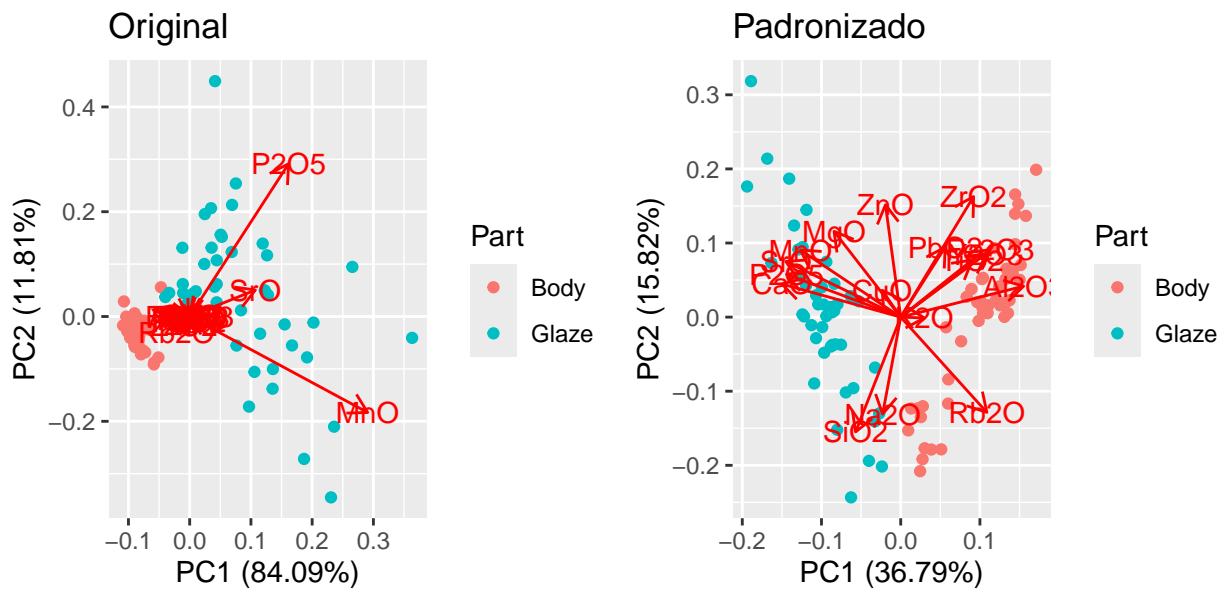 Original
Padronizado
0.4
0.2
0.0
−0.2
PC2 (11.81%)
P2O5
SrO
Rb2O
MnO
−0.1
0.0
0.1
0.2
0.3
PC1 (84.09%)
Part
Body
Glaze
0.3
0.2
0.1
0.0
−0.1
−0.2
PC2 (15.82%)
ZnO
ZrO2
MgO
CuO
Na2O
SiO2
Rb2O
−0.2
−0.1
0.0
0.1
PC1 (36.79%)
Part
Body
Glaze